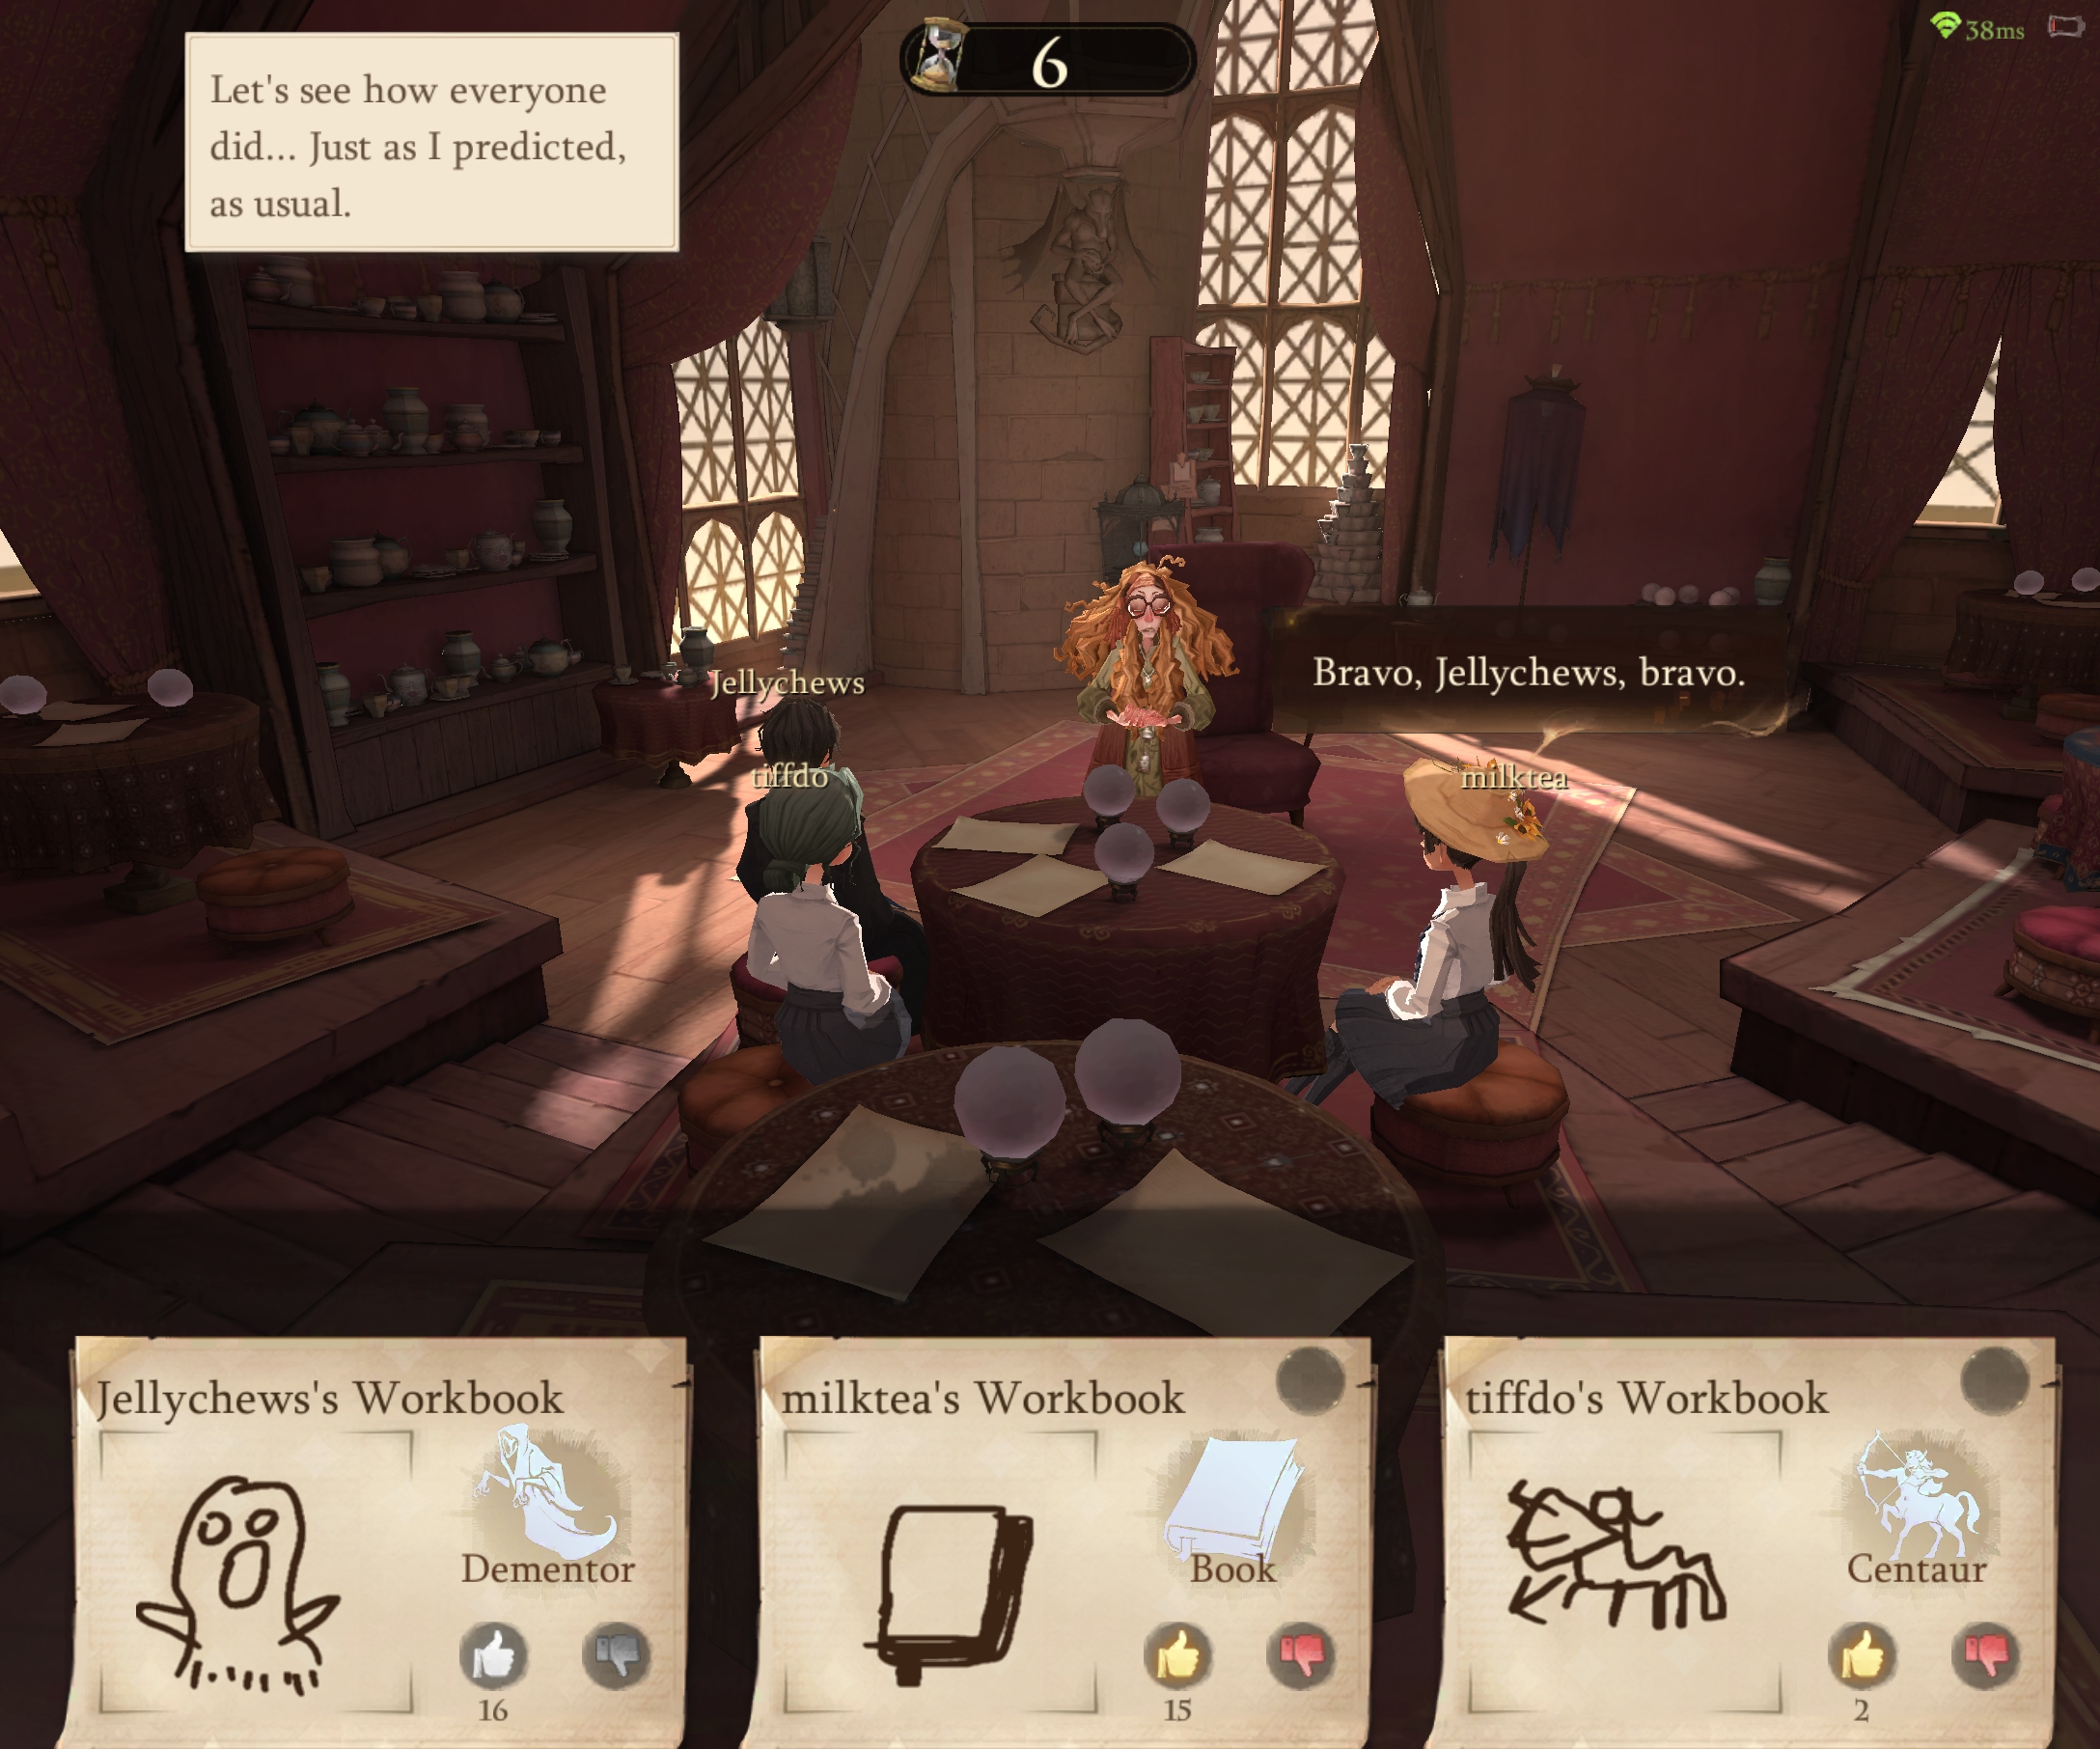 Let's see how everyone
did... Just as I predicted,
as usual.
6
38ms
Jellychews
Bravo, Jellychews, bravo.
tiffdo
milktea
Jellychews's Workbook
Dementor
16
milktea's Workbook
Book
15
tiffdo's Workbook
Centaur
2